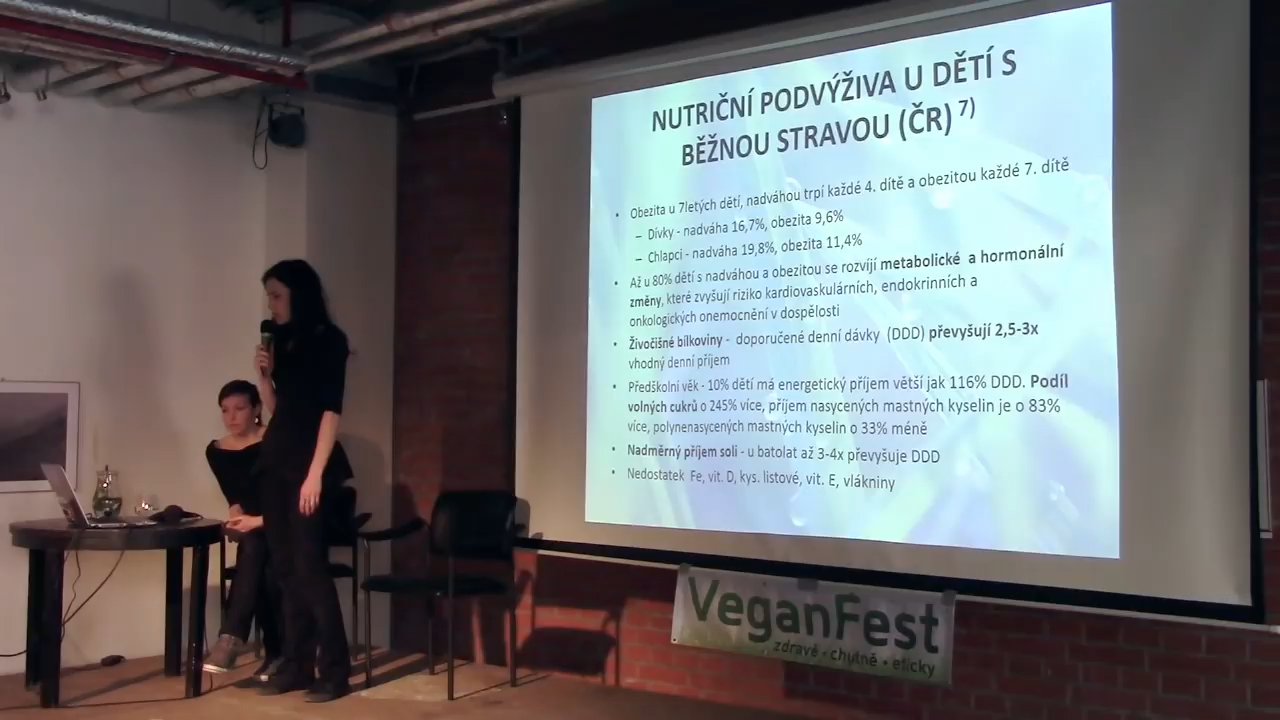 NUTRIČNÍ PODVÝŽIVA U DĚTÍ S
BĚŽNOU STRAVOU (ČR) 7)
• Obezita u 7letých dětí, nadváhou trpí každé 4. dítě a obezitou každé 7. dítě
– Dívky - nadváha 16,7%, obezita 9,6%
– Chlapci - nadváha 19,8%, obezita 11,4%
• Až u 80% dětí s nadváhou a obezitou se rozvíjí metabolické a hormonální
změny, které zvyšují riziko kardiovaskulárních, endokrinních a
onkologických onemocnění v dospělosti
• Živočišné bílkoviny - doporučené denní dávky (DDD) převyšují 2,5-3x
vhodný denní příjem
• Předškolní věk - 10% dětí má energetický příjem větší jak 116% DDD. Podíl
volných cukrů o 245% více, příjem nasycených mastných kyselin je o 83%
více, polynenasycených mastných kyselin o 33% méně
• Nadměrný příjem soli - u batolat až 3-4x převyšuje DDD
• Nedostatek Fe, vit. D, kys. listové, vit. E, vlákniny
VeganFest
zdravě • chutně • eticky